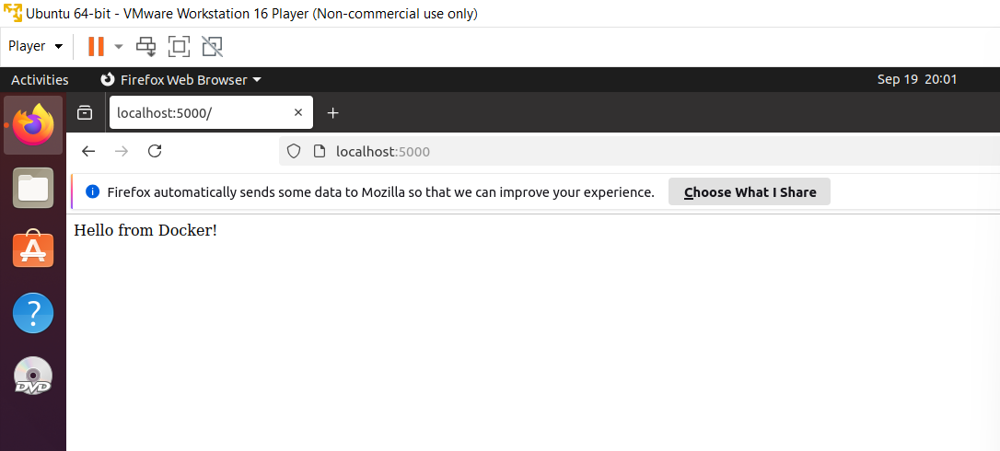 Ubuntu 64-bit - VMware Workstation 16 Player (Non-commercial use only)
Player
Activities Firefox Web Browser Sep 19 20:01
localhost:5000/
localhost:5000
Firefox automatically sends some data to Mozilla so that we can improve your experience. Choose What I Share
Hello from Docker!
DVD